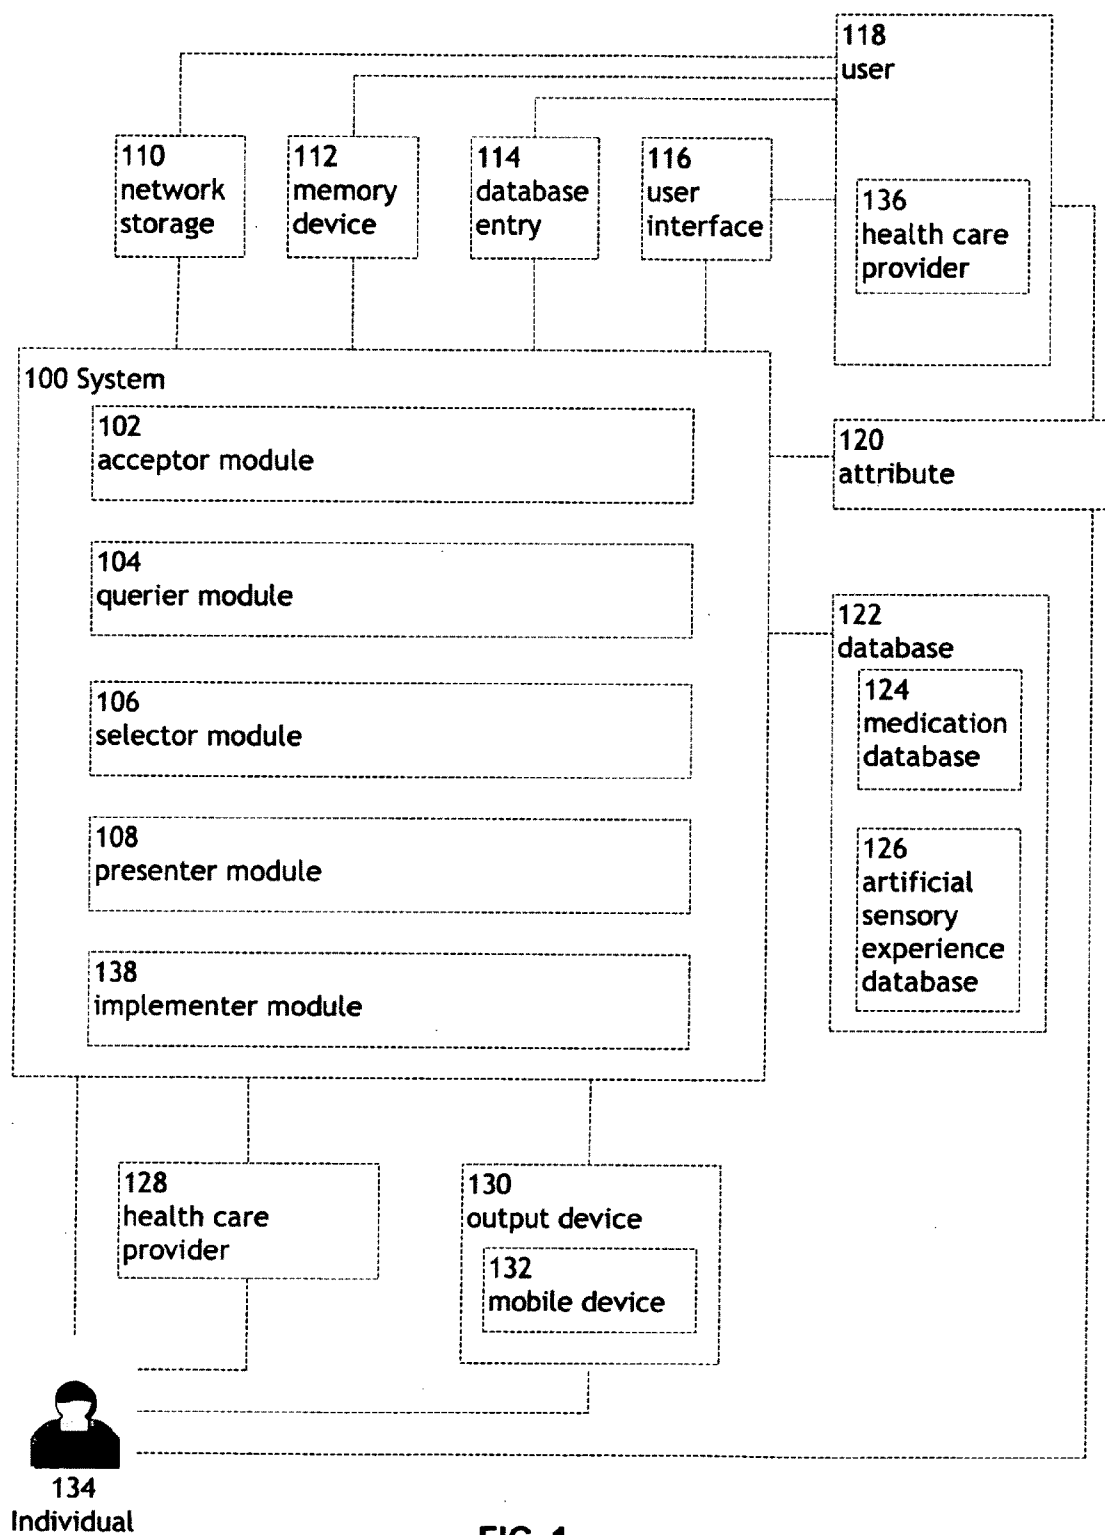 118
user
110
network
storage
112
memory
device
114
database
entry
116
user
interface
136
health care
provider
100 System
102
acceptor module
104
querier module
106
selector module
108
presenter module
138
implementer module
120
attribute
122
database
124
medication
database
126
artificial
sensory
experience
database
128
health care
provider
130
output device
132
mobile device
134
Individual
FIG. 1